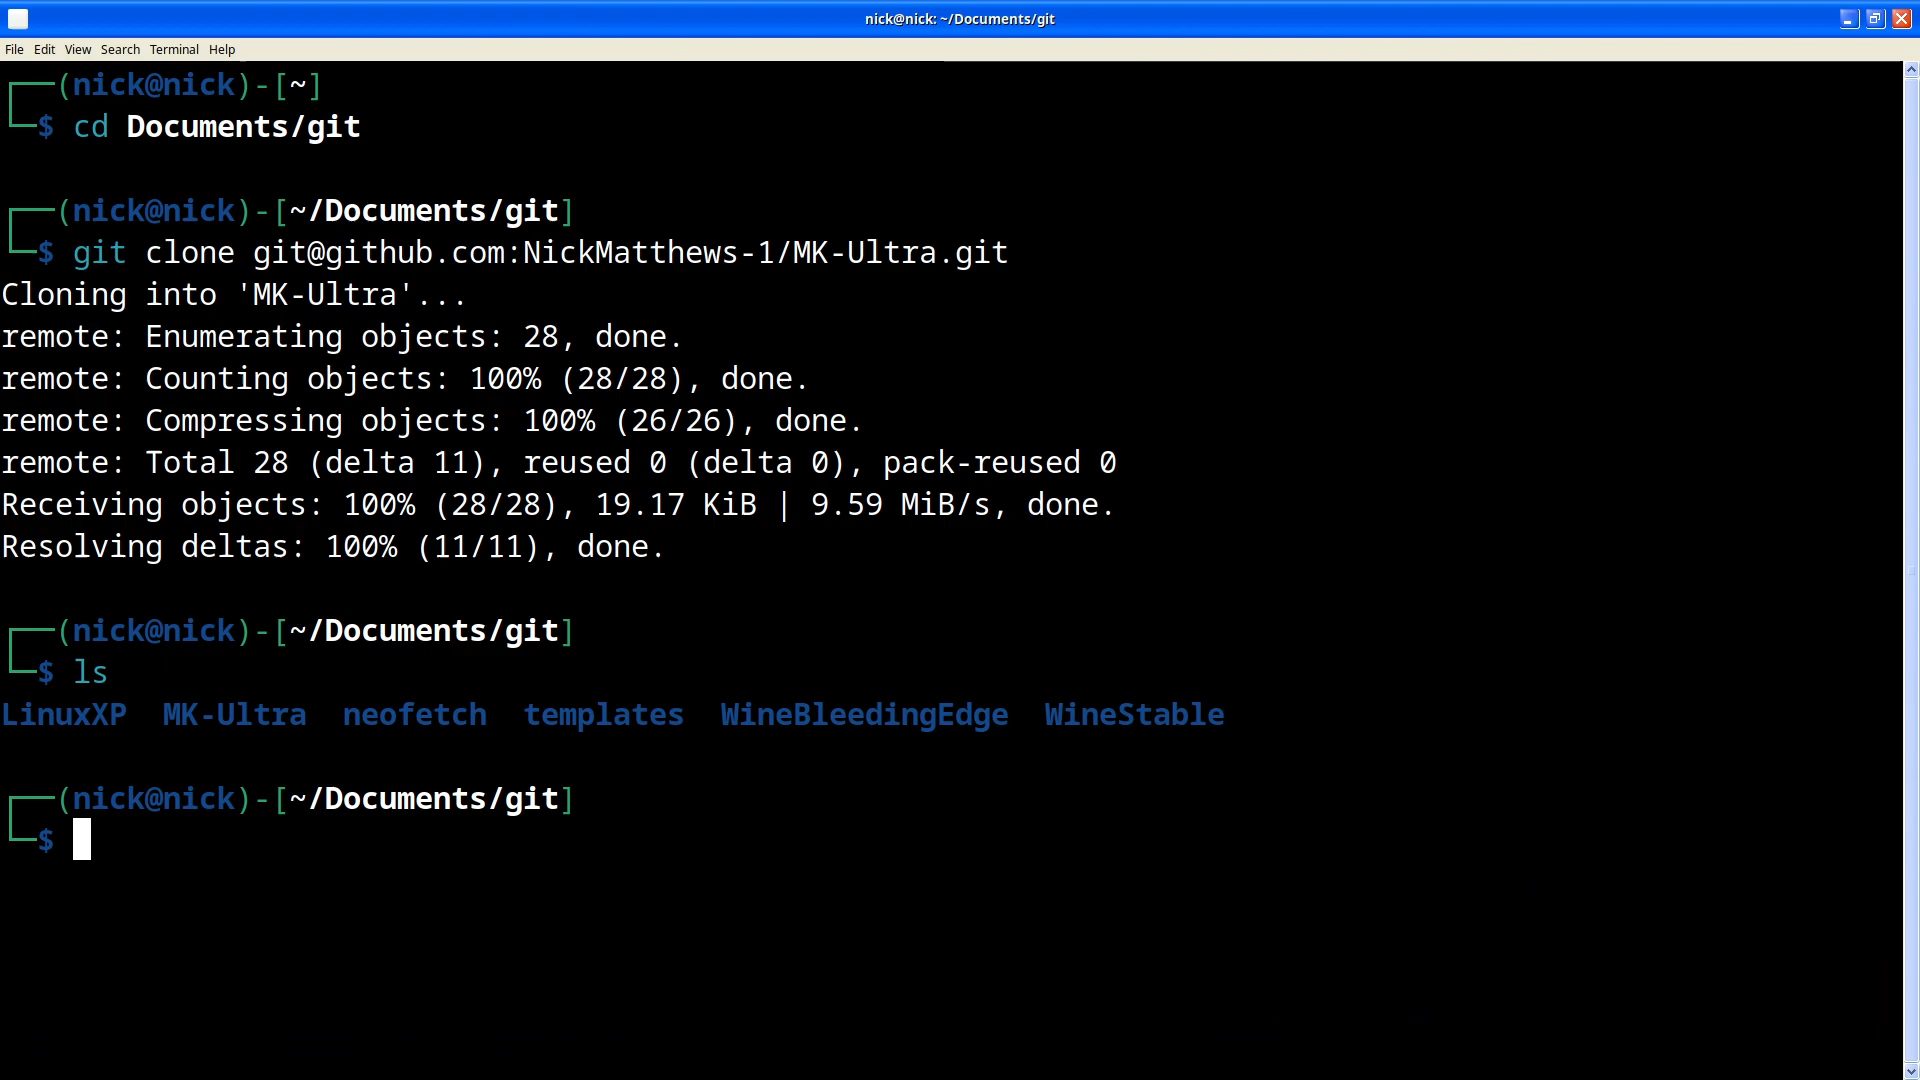 nick@nick: ~/Documents/git
File Edit View Search Terminal Help
(nick@nick)-[~]
$ cd Documents/git
(nick@nick)-[~/Documents/git]
$ git clone git@github.com:NickMatthews-1/MK-Ultra.git
Cloning into 'MK-Ultra'...
remote: Enumerating objects: 28, done.
remote: Counting objects: 100% (28/28), done.
remote: Compressing objects: 100% (26/26), done.
remote: Total 28 (delta 11), reused 0 (delta 0), pack-reused 0
Receiving objects: 100% (28/28), 19.17 KiB | 9.59 MiB/s, done.
Resolving deltas: 100% (11/11), done.
(nick@nick)-[~/Documents/git]
$ ls
LinuxXP  MK-Ultra  neofetch  templates  WineBleedingEdge  WineStable
(nick@nick)-[~/Documents/git]
$